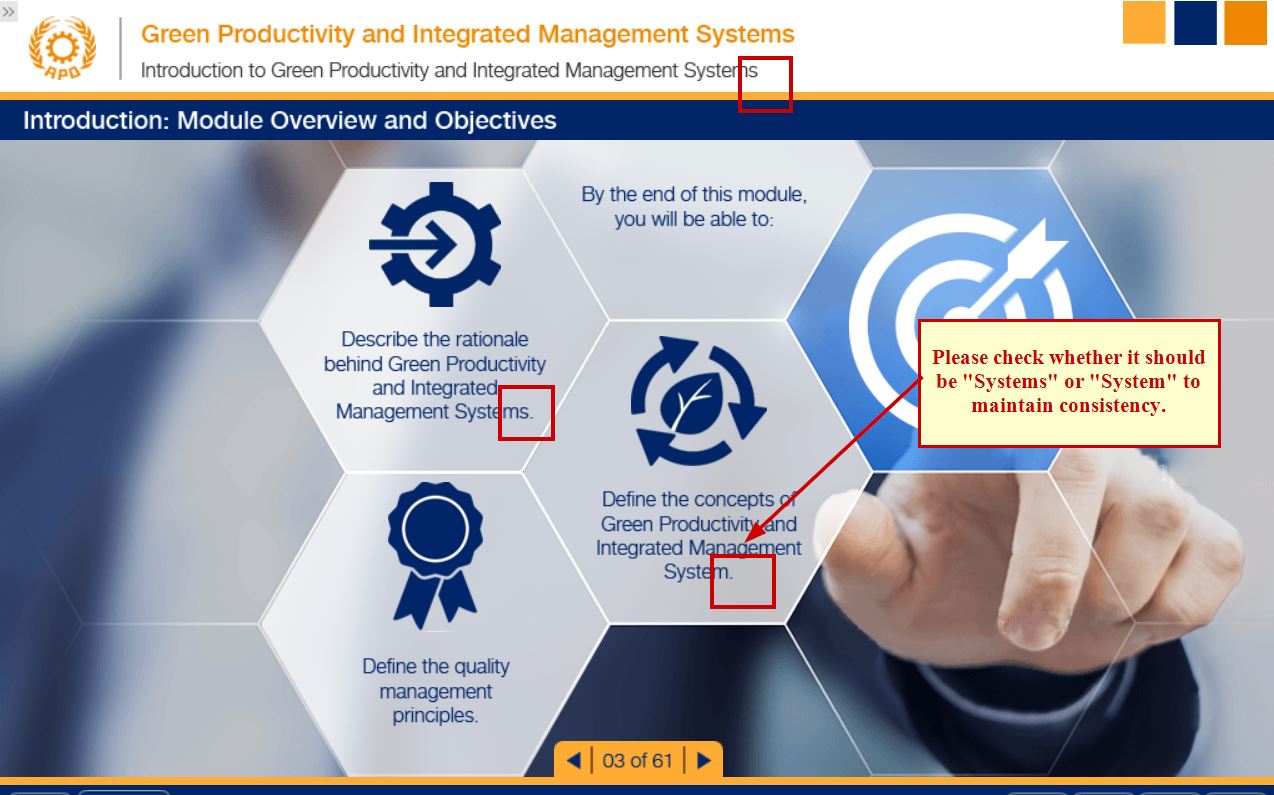 »
APO
Green Productivity and Integrated Management Systems
Introduction to Green Productivity and Integrated Management Systems
Introduction: Module Overview and Objectives
By the end of this module,
you will be able to:
Describe the rationale
behind Green Productivity
and Integrated
Management Systems.
Please check whether it should
be "Systems" or "System" to
maintain consistency.
Define the concepts of
Green Productivity and
Integrated Management
System.
Define the quality
management
principles.
03 of 61